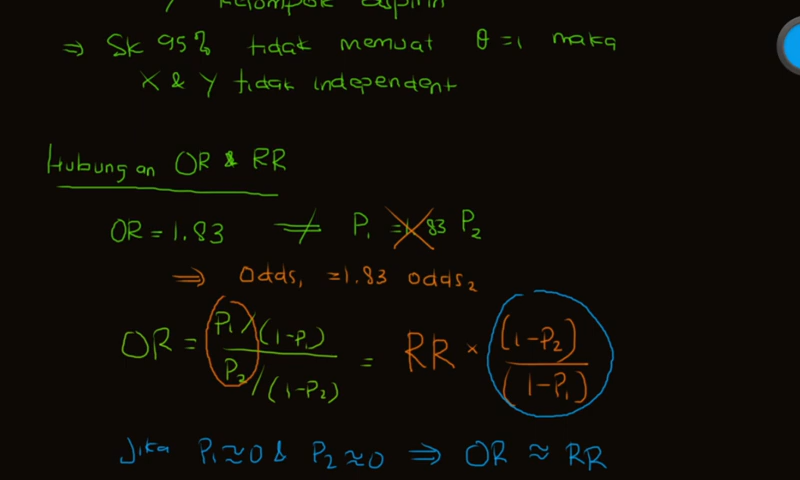 kelompok aspirin
⇒ SK 95% tidak memuat θ = 1 maka
X & Y tidak independent
Hubungan OR & RR
OR = 1.83 ≠ P₁ = 1.83 P₂
⇒ Odds₁ = 1.83 odds₂
OR = P₁/(1-P₁) / P₂/(1-P₂) = RR × (1-P₂)/(1-P₁)
Jika P₁≈0 & P₂≈0 ⇒ OR ≈ RR